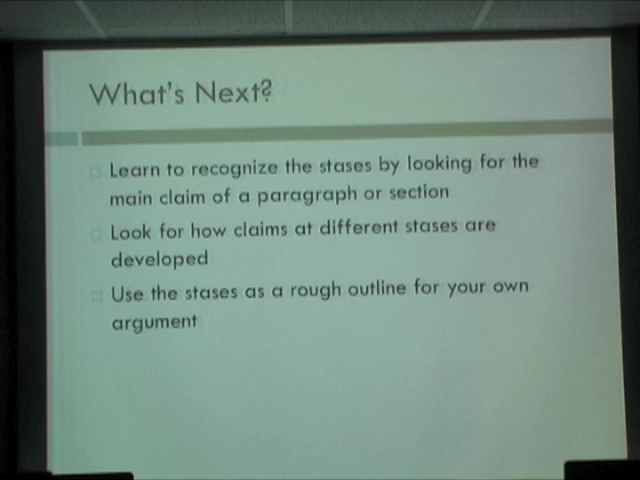 What's Next?
Learn to recognize the stases by looking for the
main claim of a paragraph or section
Look for how claims at different stases are
developed
Use the stases as a rough outline for your own
argument